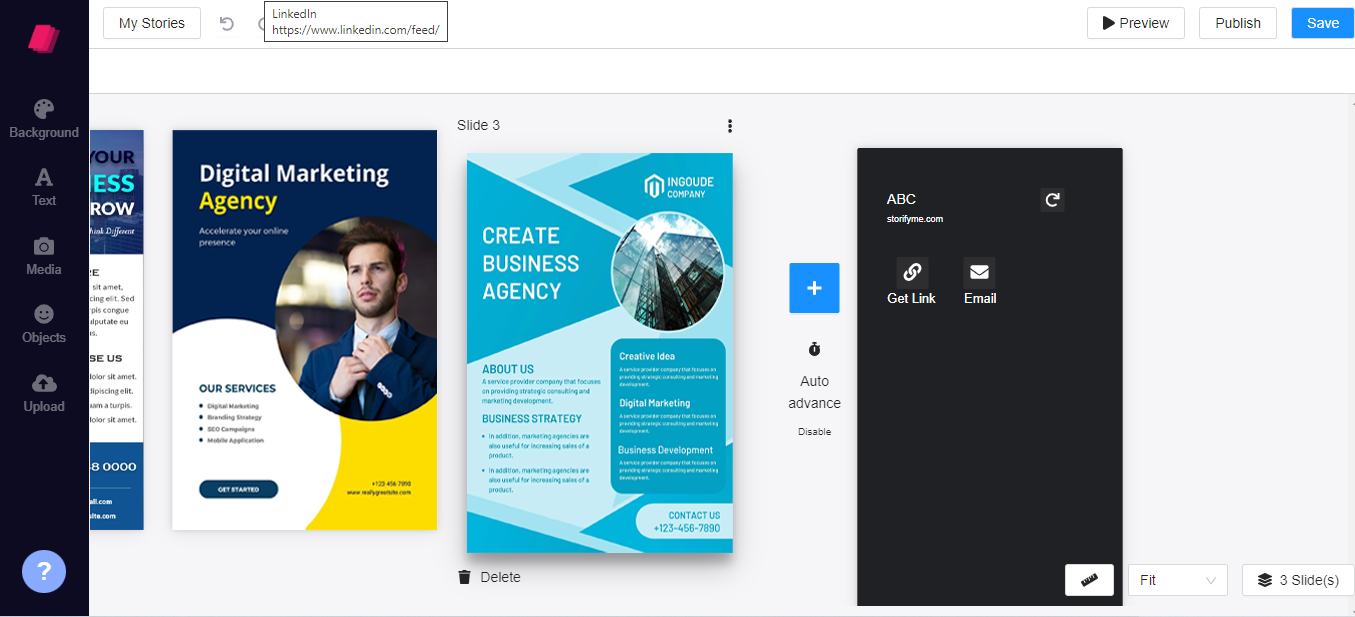 My Stories
LinkedIn
https://www.linkedin.com/feed/
Preview
Publish
Save
Background
Text
Media
Objects
Upload
?
YOUR
ESS
ROW
hink Different
RE
sit amet,
cing elit. Sed
rpis congue
ulputate eu
us.
SE US
dolor sit amet.
dipiscing elit.
uam a turpis.
dolor sit amet.
8 0000
ail.com
site.com
Digital Marketing
Agency
Accelerate your online
presence
OUR SERVICES
Digital Marketing
Branding Strategy
SEO Campaigns
Mobile Application
GET STARTED
+123-456-7890
www.reallygreatsite.com
Slide 3
INGOUDE
COMPANY
CREATE
BUSINESS
AGENCY
ABOUT US
A service provider company that focuses
on providing strategic consulting and
marketing development.
BUSINESS STRATEGY
In addition, marketing agencies are
also useful for increasing sales of a
product.
In addition, marketing agencies are
also useful for increasing sales of a
product.
Creative Idea
A service provider company that focuses on
providing strategic consulting and marketing
development.
Digital Marketing
A service provider company that focuses on
providing strategic consulting and marketing
development.
Business Development
A service provider company that focuses on
providing strategic consulting and marketing
development.
CONTACT US
+123-456-7890
Delete
+
Auto
advance
Disable
ABC
storifyme.com
Get Link
Email
Fit
3 Slide(s)